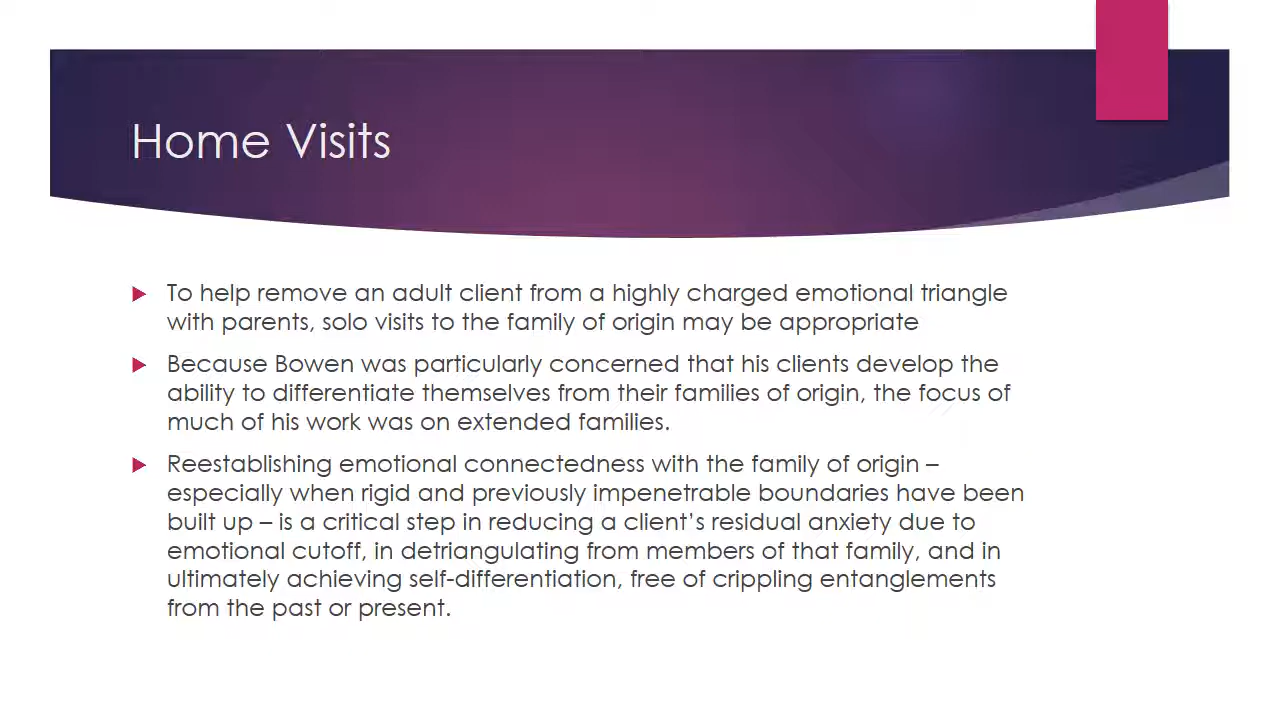 Home Visits
To help remove an adult client from a highly charged emotional triangle
with parents, solo visits to the family of origin may be appropriate
Because Bowen was particularly concerned that his clients develop the
ability to differentiate themselves from their families of origin, the focus of
much of his work was on extended families.
Reestablishing emotional connectedness with the family of origin –
especially when rigid and previously impenetrable boundaries have been
built up – is a critical step in reducing a client’s residual anxiety due to
emotional cutoff, in detriangulating from members of that family, and in
ultimately achieving self-differentiation, free of crippling entanglements
from the past or present.